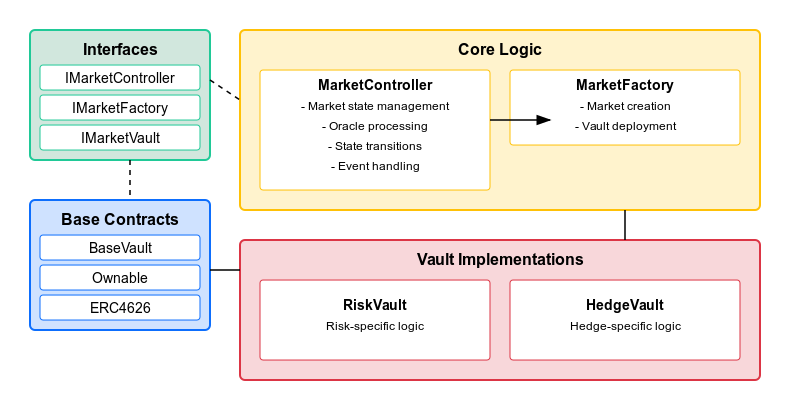 Interfaces
IMarketController
IMarketFactory
IMarketVault
Core Logic
MarketController
- Market state management
- Oracle processing
- State transitions
- Event handling
MarketFactory
- Market creation
- Vault deployment
Base Contracts
BaseVault
Ownable
ERC4626
Vault Implementations
RiskVault
Risk-specific logic
HedgeVault
Hedge-specific logic